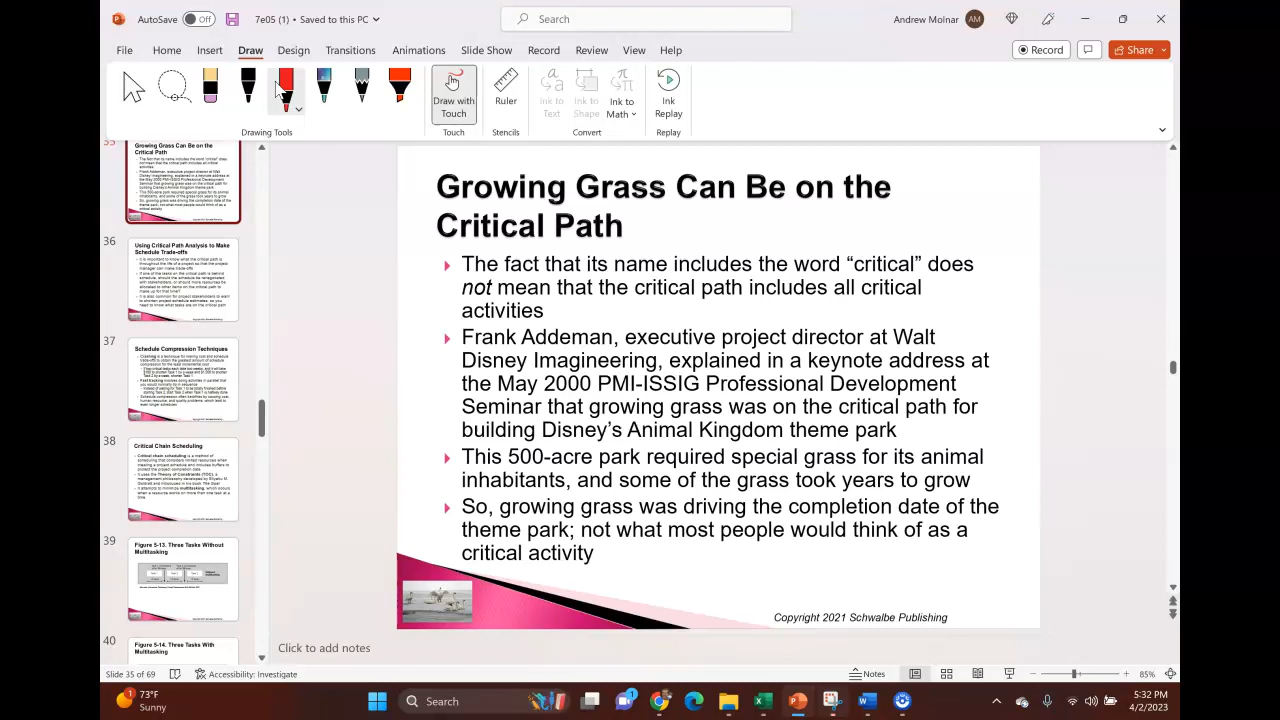 AutoSave Off 7e05 (1) • Saved to this PC Search Andrew Molnar AM
File Home Insert Draw Design Transitions Animations Slide Show Record Review View Help Record Share
Draw with Touch Ruler Ink to Text Ink to Shape Ink to Math Ink Replay
Drawing Tools Touch Stencils Convert Replay
35
Growing Grass Can Be on the
Critical Path
36
Using Critical Path Analysis to Make
Schedule Trade-offs
37
Schedule Compression Techniques
38
Critical Chain Scheduling
39
Figure 5-13. Three Tasks Without
Multitasking
40
Figure 5-14. Three Tasks With
Multitasking
Growing Grass Can Be on the
Critical Path
The fact that its name includes the word “critical” does
not mean that the critical path includes all critical
activities
Frank Addeman, executive project director at Walt
Disney Imagineering, explained in a keynote address at
the May 2000 PMI-ISSIG Professional Development
Seminar that growing grass was on the critical path for
building Disney’s Animal Kingdom theme park
This 500-acre park required special grass for its animal
inhabitants, and some of the grass took years to grow
So, growing grass was driving the completion date of the
theme park; not what most people would think of as a
critical activity
Copyright 2021 Schwalbe Publishing
Click to add notes
Slide 35 of 69 Accessibility: Investigate Notes 85%
73°F
Sunny
Search
5:32 PM
4/2/2023